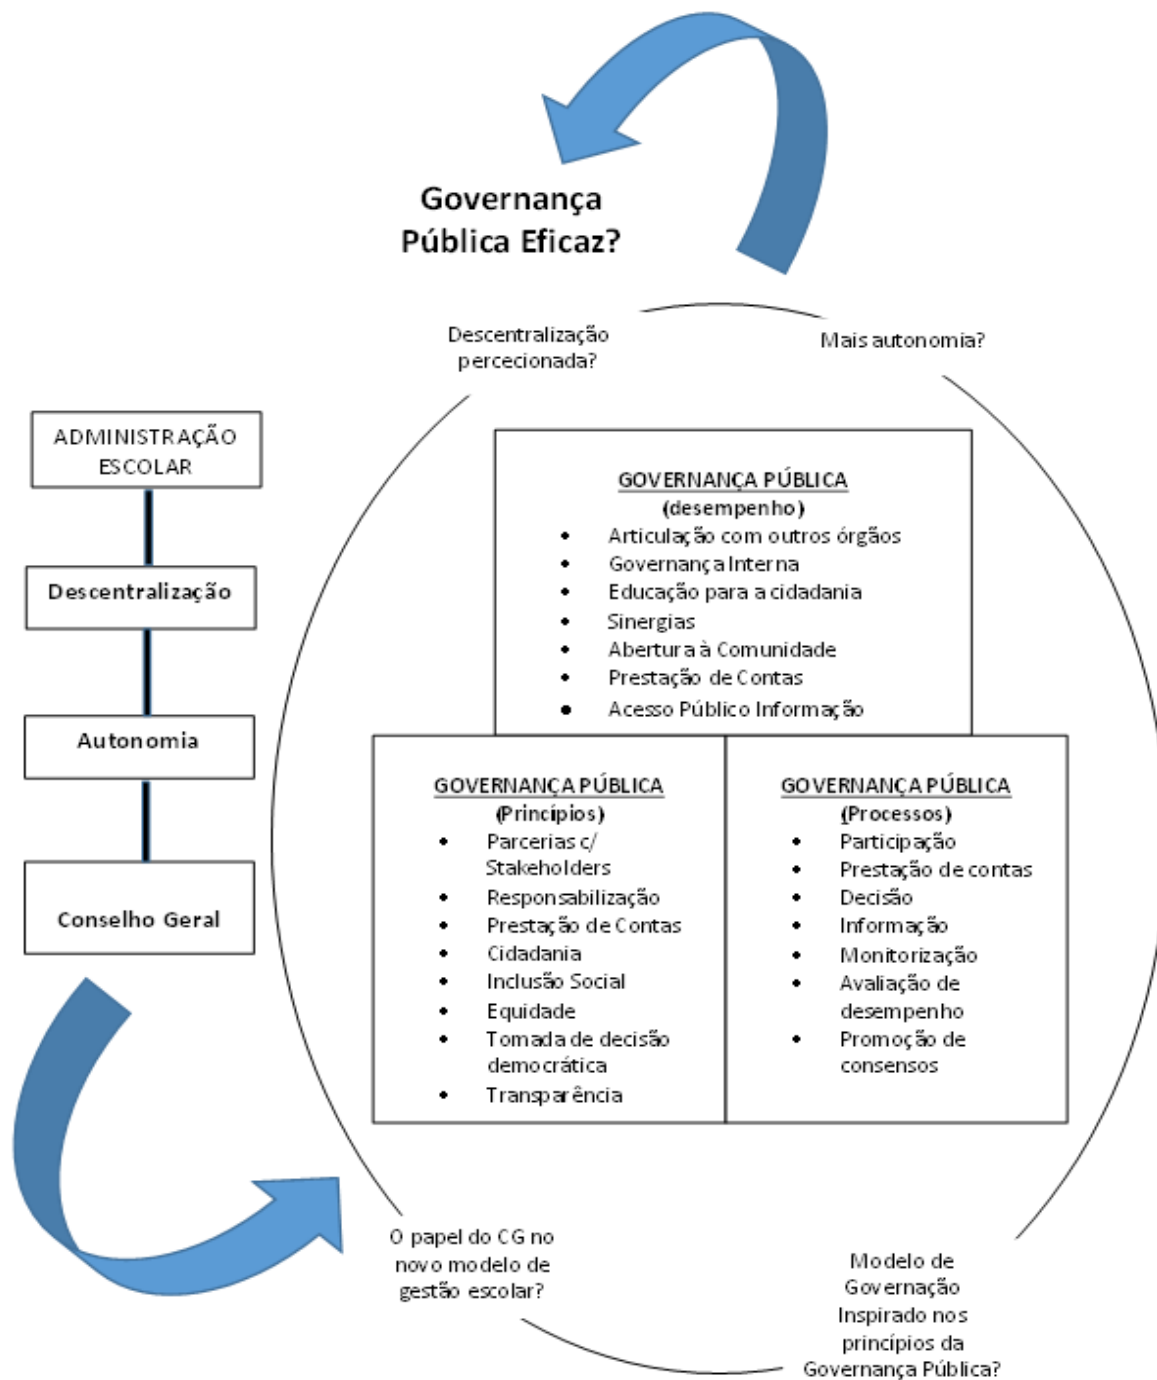 Governança
Pública Eficaz?
Descentralização
percecionada?
Mais autonomia?
ADMINISTRAÇÃO
ESCOLAR
Descentralização
Autonomia
Conselho Geral
GOVERNANÇA PÚBLICA
(desempenho)
• Articulação com outros órgãos
• Governança Interna
• Educação para a cidadania
• Sinergias
• Abertura à Comunidade
• Prestação de Contas
• Acesso Público Informação
GOVERNANÇA PÚBLICA
(Princípios)
• Parcerias c/
Stakeholders
• Responsabilização
• Prestação de Contas
• Cidadania
• Inclusão Social
• Equidade
• Tomada de decisão
democrática
• Transparência
GOVERNANÇA PÚBLICA
(Processos)
• Participação
• Prestação de contas
• Decisão
• Informação
• Monitorização
• Avaliação de
desempenho
• Promoção de
consensos
O papel do CG no
novo modelo de
gestão escolar?
Modelo de
Governação
Inspirado nos
princípios da
Governança Pública?